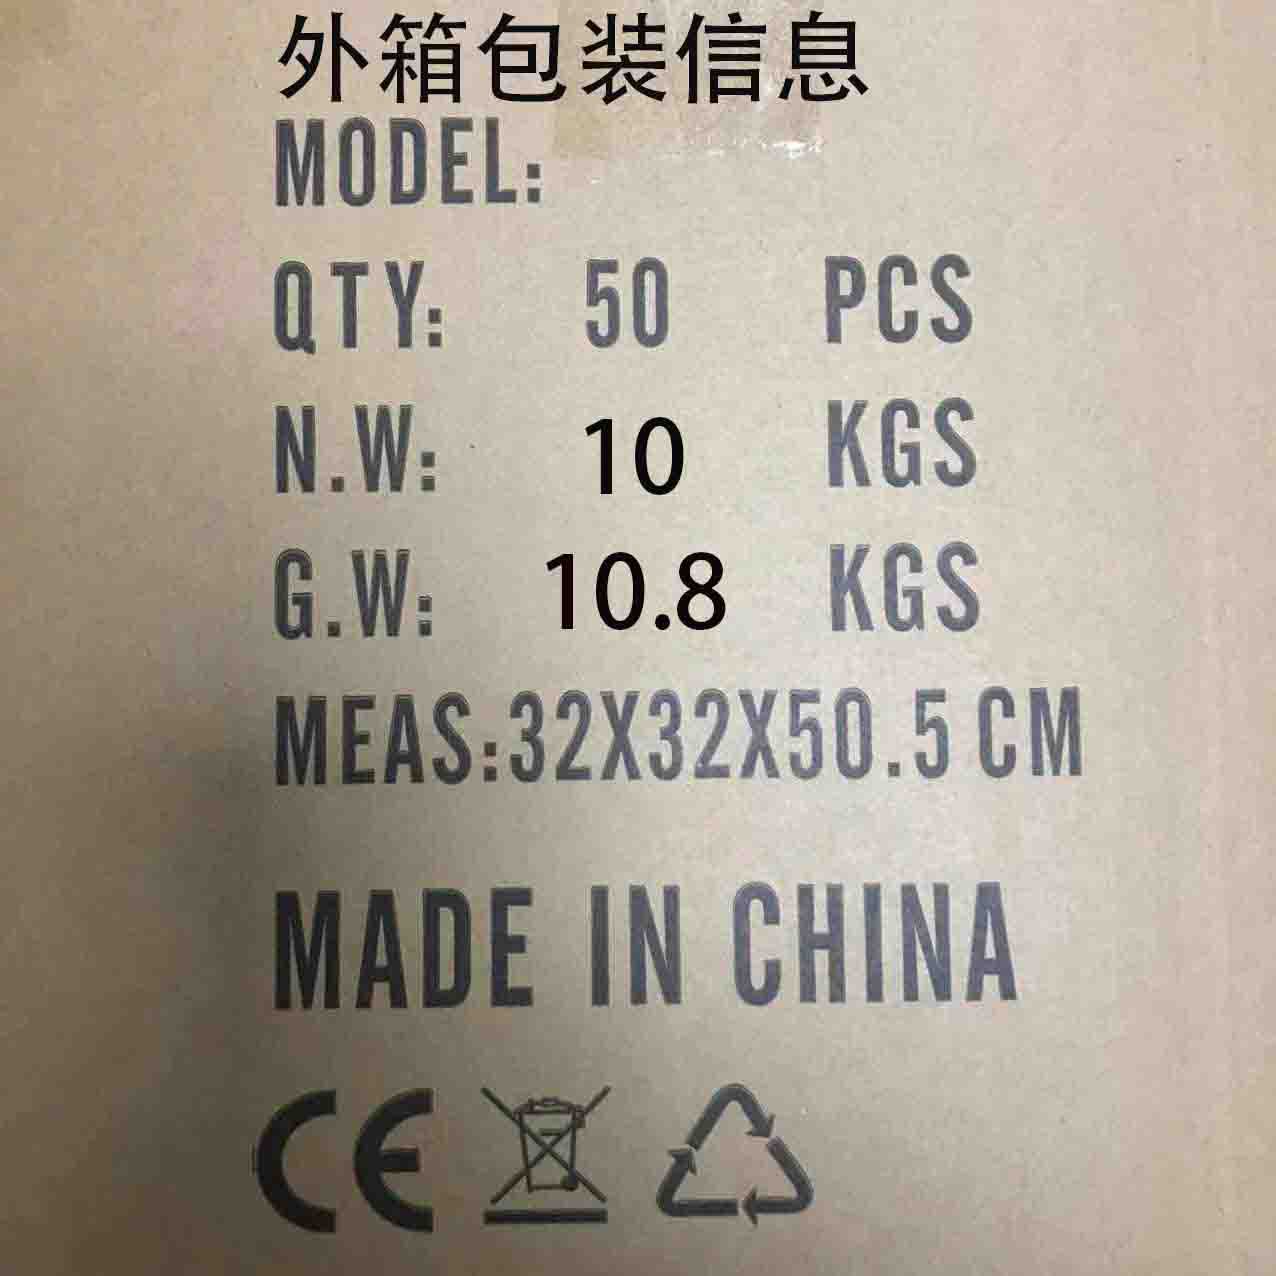 外箱包装信息
MODEL:
QTY: 50 PCS
N.W: 10 KGS
G.W: 10.8 KGS
MEAS:32X32X50.5 CM
MADE IN CHINA
CE